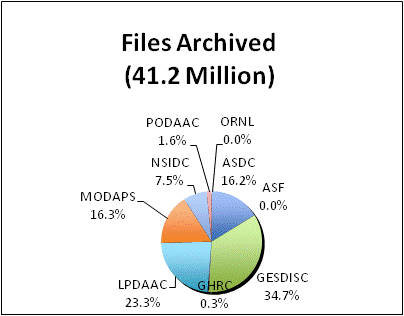 Files Archived
(41.2 Million)
PODAAC
1.6%
ORNL
0.0%
NSIDC
7.5%
ASDC
16.2%
MODAPS
16.3%
ASF
0.0%
LPDAAC
23.3%
GHRC
0.3%
GESDISC
34.7%